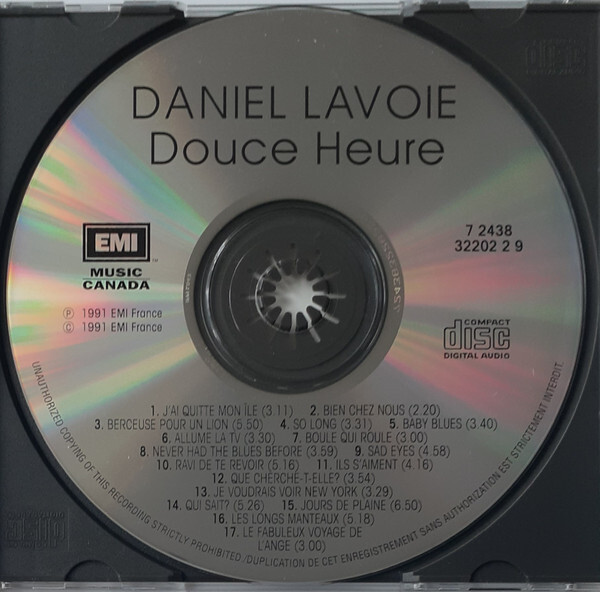 DANIEL LAVOIE
Douce Heure
EMI
MUSIC
CANADA
7 2438
32202 2 9
Ⓟ 1991 EMI France
© 1991 EMI France
COMPACT
disc
DIGITAL AUDIO
1. J'AI QUITTE MON ÎLE (3.11) 2. BIEN CHEZ NOUS (2.20)
3. BERCEUSE POUR UN LION (5.50) 4. SO LONG (3.31) 5. BABY BLUES (3.40)
6. ALLUME LA TV (3.30) 7. BOULE QUI ROULE (3.00)
8. NEVER HAD THE BLUES BEFORE (3.59) 9. SAD EYES (4.58)
10. RAVI DE TE REVOIR (5.16) 11. ILS S'AIMENT (4.16)
12. QUE CHERCHE-T-ELLE? (3.54)
13. JE VOUDRAIS VOIR NEW YORK (3.29)
14. QUI SAIT? (5.26) 15. JOURS DE PLAINE (6.50)
16. LES LONGS MANTEAUX (5.18)
17. LE FABULEUX VOYAGE DE
L'ANGE (3.00)
UNAUTHORIZED COPYING OF THIS RECORDING STRICTLY PROHIBITED./DUPLICATION DE CET ENREGISTREMENT SANS AUTHORIZATION EST STRICTEMENT INTERDIT.